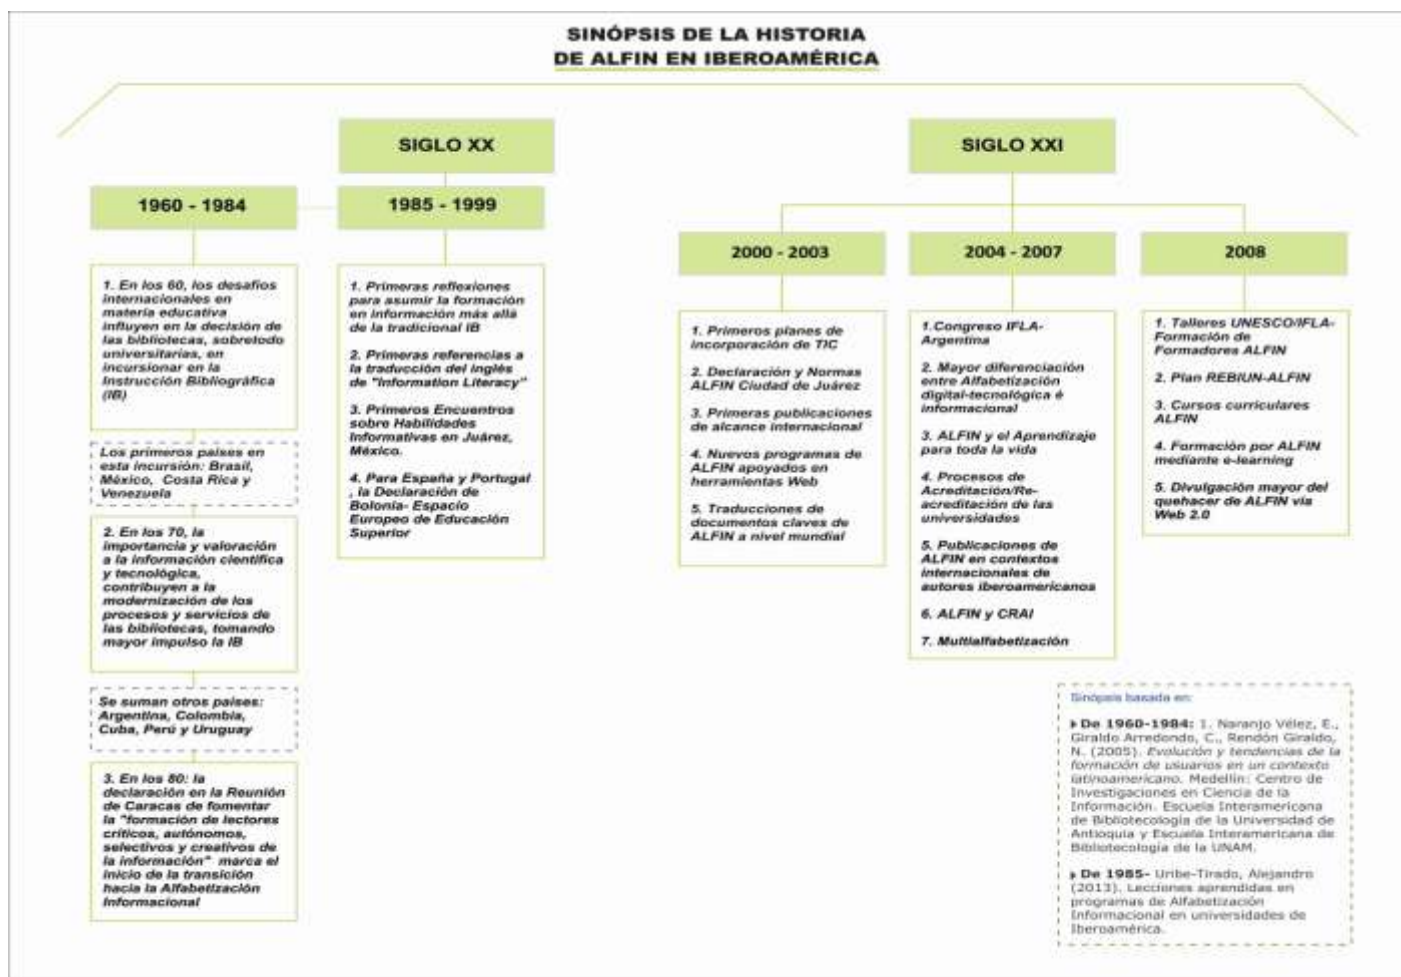 SINÓPSIS DE LA HISTORIA
DE ALFIN EN IBEROAMÉRICA
SIGLO XX
1960 - 1984
1. En los 60, los desafíos
internacionales en
matería educativa
influyen en la decisión de
las bibliotecas, sobretodo
universitarias, en
incursionar en la
Instrucción Bibliográfica
(IB)
Los primeros países en
esta incursión: Brasil,
México, Costa Rica y
Venezuela
2. En los 70, la
importancia y valoración
a la información científica
y tecnológica,
contribuyen a la
modernización de los
procesos y servicios de
las bibliotecas, tomando
mayor impulso la IB
Se suman otros países:
Argentina, Colombia,
Cuba, Perú y Uruguay
3. En los 80: la
declaración en la Reunión
de Caracas de fomentar
la "formación de lectores
críticos, autónomos,
selectivos y creativos de
la información" marca el
inicio de la transición
hacia la Alfabetización
Informacional
1985 - 1999
1. Primeras reflexiones
para asumir la formación
en información más allá
de la tradicional IB
2. Primeras referencias a
la traducción del inglés
de "Information Literacy"
3. Primeros Encuentros
sobre Habilidades
Informativas en Juárez,
México.
4. Para España y Portugal
, la Declaración de
Bolonia- Espacio
Europeo de Educación
Superior
SIGLO XXI
2000 - 2003
1. Primeros planes de
incorporación de TIC
2. Declaración y Normas
ALFIN Ciudad de Juárez
3. Primeras publicaciones
de alcance internacional
4. Nuevos programas de
ALFIN apoyados en
herramientas Web
5. Traducciones de
documentos claves de
ALFIN a nivel mundial
2004 - 2007
1.Congreso IFLA-
Argentina
2. Mayor diferenciación
entre Alfabetización
digital-tecnológica é
informacional
3. ALFIN y el Aprendizaje
para toda la vida
4. Procesos de
Acreditación/Re-
acreditación de las
universidades
5. Publicaciones de
ALFIN en contextos
internacionales de
autores iberoamericanos
6. ALFIN y CRAI
7. Multialfabetización
2008
1. Talleres UNESCO/IFLA-
Formación de
Formadores ALFIN
2. Plan REBIUN-ALFIN
3. Cursos curriculares
ALFIN
4. Formación por ALFIN
mediante e-learning
5. Divulgación mayor del
quehacer de ALFIN vía
Web 2.0
Sinópsis basada en:
De 1960-1984: 1. Naranjo Vélez, E.,
Giraldo Arredondo, C., Rendón Giraldo,
N. (2005). Evolución y tendencias de la
formación de usuarios en un contexto
latinoamericano. Medellín: Centro de
Investigaciones en Ciencia de la
Información. Escuela Interamericana
de Bibliotecología de la Universidad de
Antioquia y Escuela Interamericana de
Bibliotecología de la UNAM.
De 1985- Uribe-Tirado, Alejandro
(2013). Lecciones aprendidas en
programas de Alfabetización
Informacional en universidades de
Iberoamérica.